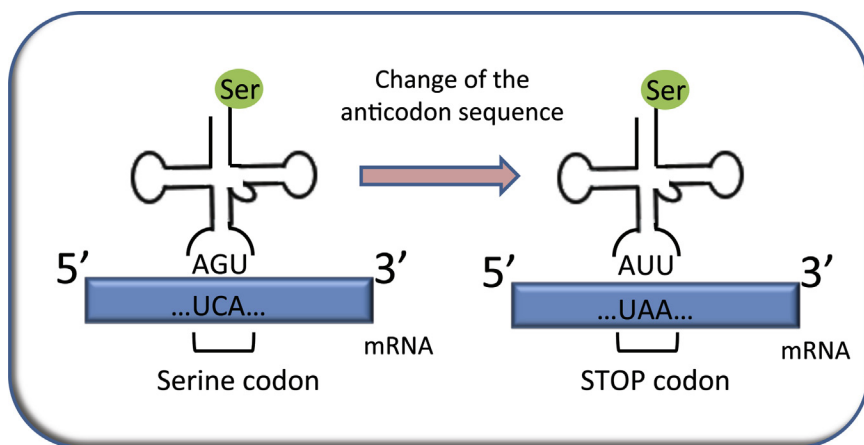 Ser
Change of the
anticodon sequence
Ser
AGU
AUU
5’
3’
5’
3’
...UCA...
...UAA...
mRNA
mRNA
Serine codon
STOP codon